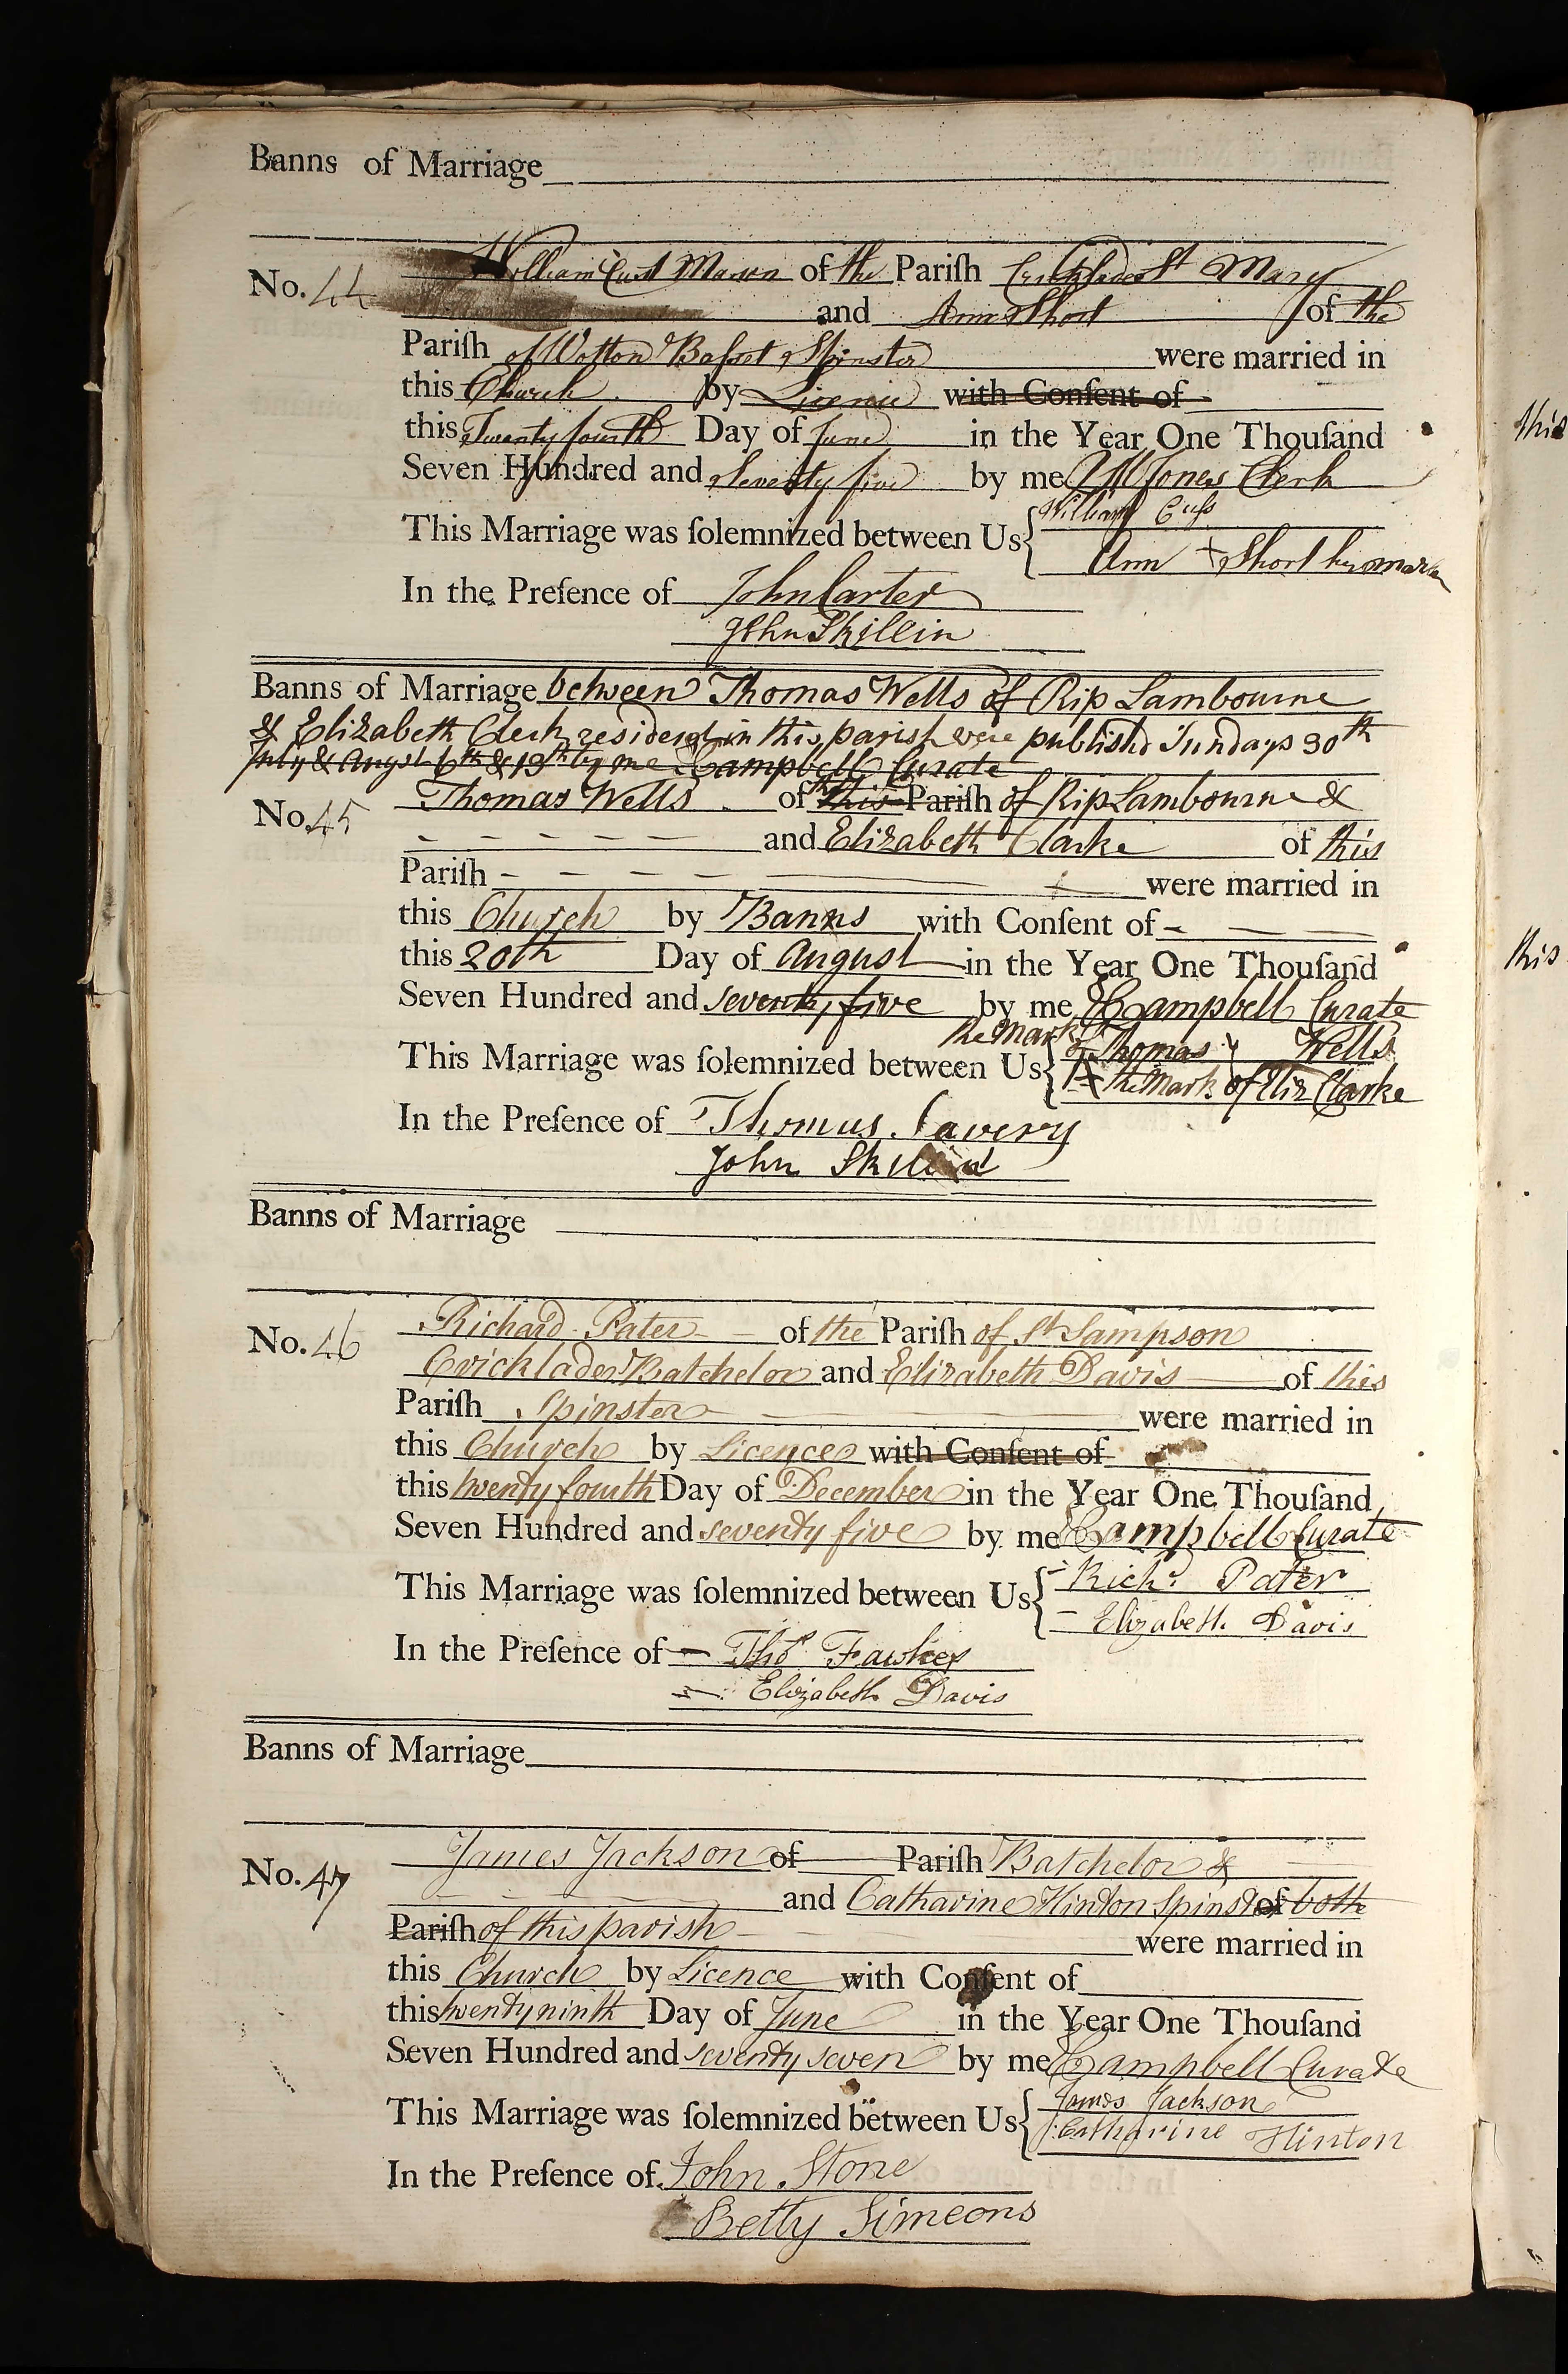 Banns of Marriage
No. 44 William Cuss Mason of the Parish Cricklade St Mary
and Ann Short of the
Parish of Wotton Basset Spinster were married in
this Church by Licence with Consent of
this Twenty fourth Day of June in the Year One Thousand
Seven Hundred and Seventy five by me Jones Clerk
This Marriage was solemnized between Us William Cuss
Ann + Short her mark
In the Presence of John Carter
John Skillin
Banns of Marriage between Thomas Wells of Rip Lambourne
& Elizabeth Clerk resident in this parish were published Sundays 30th
July & Augst 6th & 13th by me Campbell Curate
No. 45 Thomas Wells of this the Parish of Rip Lambourne &
and Elizabeth Clarke of this
Parish were married in
this Church by Banns with Consent of
this 20th Day of August in the Year One Thousand
Seven Hundred and seventy five by me Campbell Curate
the Mark
This Marriage was solemnized between Us of Thomas Wells
the Mark of Eliz Clarke
In the Presence of Thomus Savery
John Skillin
Banns of Marriage
No. 46 Richard Pater of the Parish of St Sampson
Cricklade Batchelor and Elizabeth Davis of this
Parish Spinster were married in
this Church by Licence with Consent of
this twenty fourth Day of December in the Year One Thousand
Seven Hundred and seventy five by me Campbell Curate
This Marriage was solemnized between Us Richd Pater
Elizabeth Davis
In the Presence of Thos Fawkes
Elizabeth Davis
Banns of Marriage
No. 47 James Jackson of Parish Batchelor &
and Catharine Hinton Spinster of both
Parish of this parish were married in
this Church by Licence with Consent of
this twenty ninth Day of June in the Year One Thousand
Seven Hundred and seventy seven by me Campbell Curate
This Marriage was solemnized between Us James Jackson
Catharine Hinton
In the Presence of John Stone
Betty Simeons
this
this